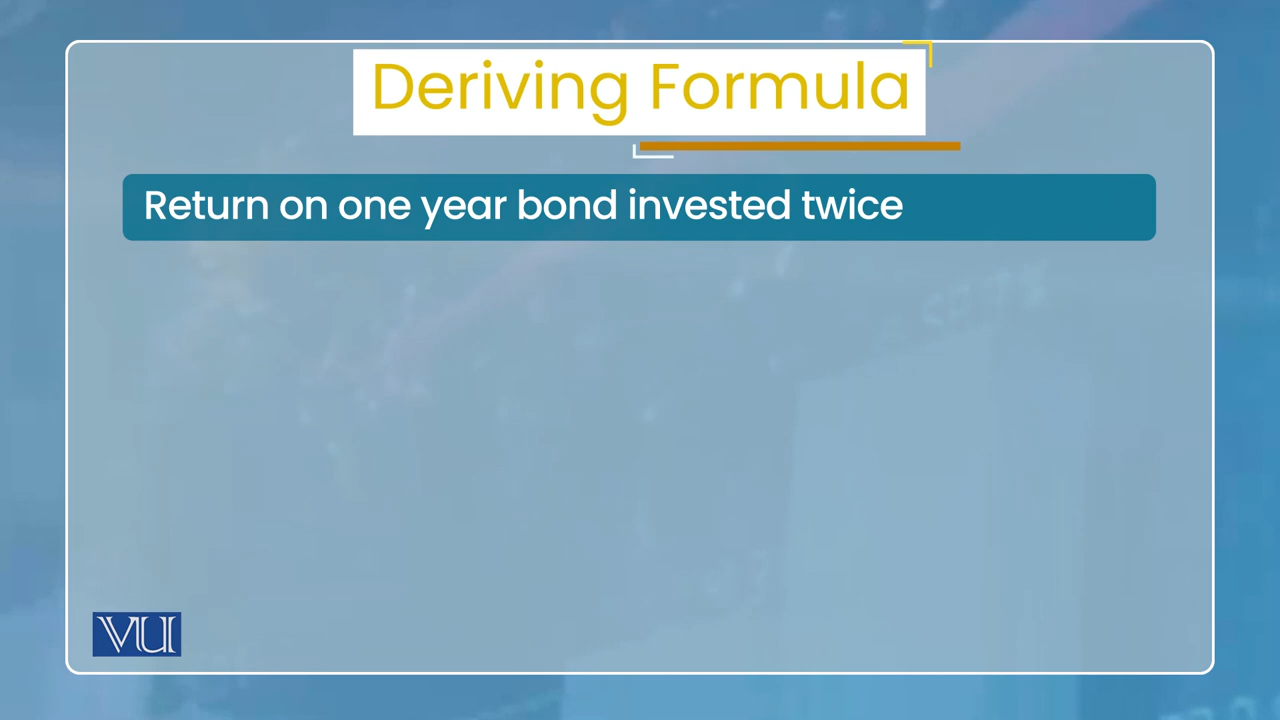 Deriving Formula
Return on one year bond invested twice
VU